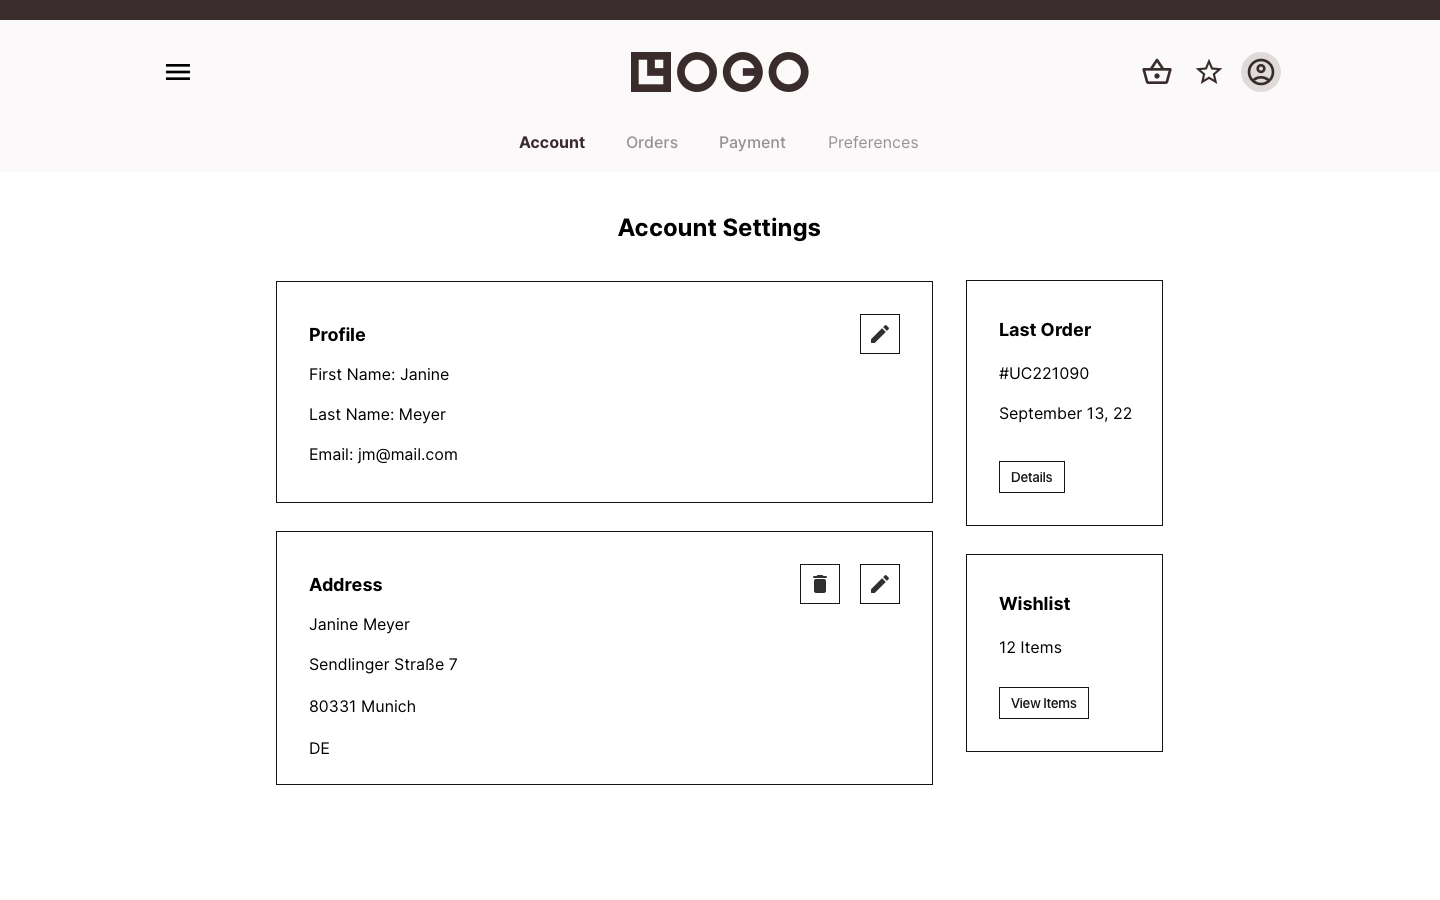 LOGO
Account Orders Payment Preferences
Account Settings
Profile
First Name: Janine
Last Name: Meyer
Email: jm@mail.com
Address
Janine Meyer
Sendlinger Straße 7
80331 Munich
DE
Last Order
#UC221090
September 13, 22
Details
Wishlist
12 Items
View Items